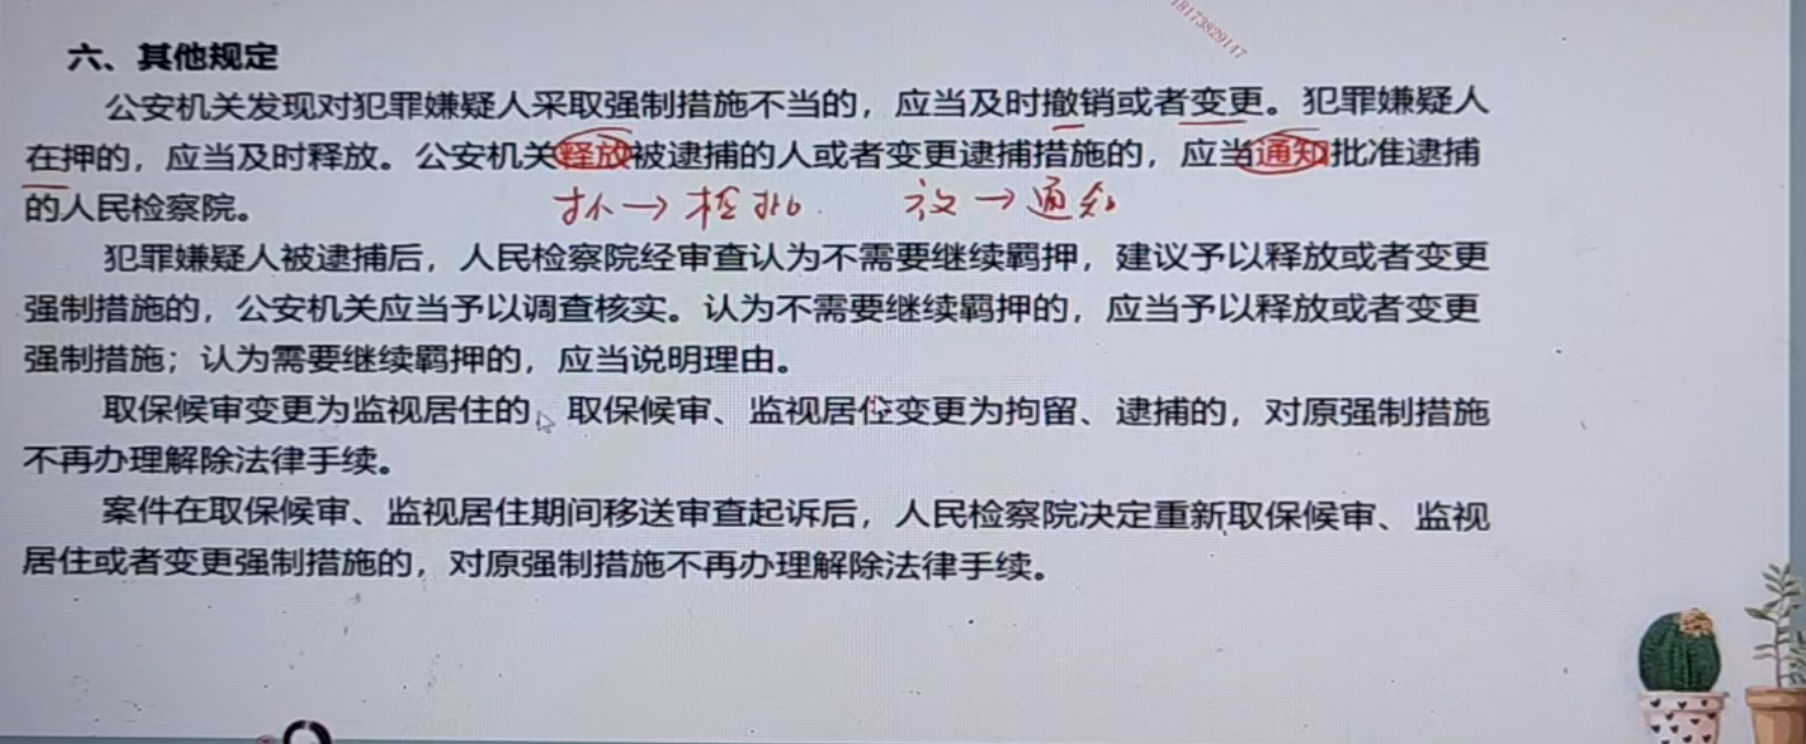 18173829147
六、其他规定
公安机关发现对犯罪嫌疑人采取强制措施不当的，应当及时撤销或者变更。犯罪嫌疑人
在押的，应当及时释放。公安机关释放被逮捕的人或者变更逮捕措施的，应当通知批准逮捕
的人民检察院。
放→通知
犯罪嫌疑人被逮捕后，人民检察院经审查认为不需要继续羁押，建议予以释放或者变更
强制措施的，公安机关应当予以调查核实。认为不需要继续羁押的，应当予以释放或者变更
强制措施；认为需要继续羁押的，应当说明理由。
取保候审变更为监视居住的、取保候审、监视居住变更为拘留、逮捕的，对原强制措施
不再办理解除法律手续。
案件在取保候审、监视居住期间移送审查起诉后，人民检察院决定重新取保候审、监视
居住或者变更强制措施的，对原强制措施不再办理解除法律手续。